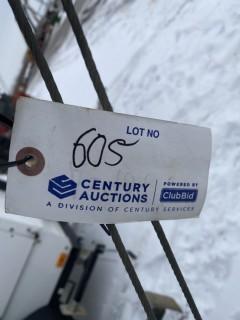 LOT NO
605
CENTURY AUCTIONS
POWERED BY
ClubBid
A DIVISION OF CENTURY SERVICES